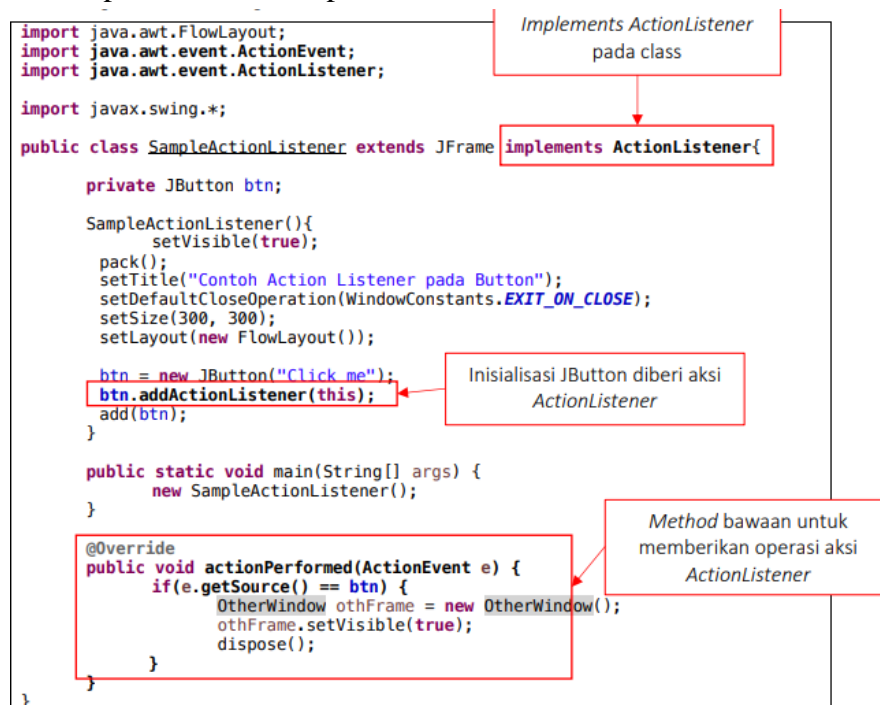 Implements ActionListener
pada class
import java.awt.FlowLayout;
import java.awt.event.ActionEvent;
import java.awt.event.ActionListener;
import javax.swing.*;
public class SampleActionListener extends JFrame implements ActionListener{
private JButton btn;
SampleActionListener(){
setVisible(true);
pack();
setTitle("Contoh Action Listener pada Button");
setDefaultCloseOperation(WindowConstants.EXIT_ON_CLOSE);
setSize(300, 300);
setLayout(new FlowLayout());
btn = new JButton("Click me");
btn.addActionListener(this);
add(btn);
}
Inisialisasi JButton diberi aksi
ActionListener
public static void main(String[] args) {
new SampleActionListener();
}
Method bawaan untuk
memberikan operasi aksi
ActionListener
@Override
public void actionPerformed(ActionEvent e) {
if(e.getSource() == btn) {
OtherWindow othFrame = new OtherWindow();
othFrame.setVisible(true);
dispose();
}
}
}